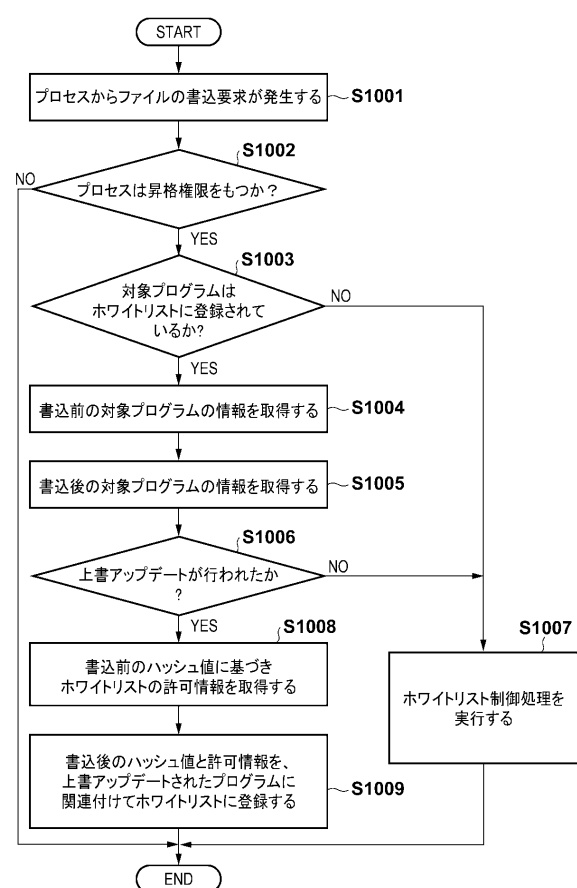 START
プロセスからファイルの書込要求が発生する
S1001
S1002
NO
プロセスは昇格権限をもつか？
YES
S1003
対象プログラムは
ホワイトリストに登録されて
いるか?
NO
YES
書込前の対象プログラムの情報を取得する
S1004
書込後の対象プログラムの情報を取得する
S1005
S1006
上書アップデートが行われたか
?
NO
YES
S1008
書込前のハッシュ値に基づき
ホワイトリストの許可情報を取得する
S1007
ホワイトリスト制御処理を
実行する
書込後のハッシュ値と許可情報を、
上書アップデートされたプログラムに
関連付けてホワイトリストに登録する
S1009
END